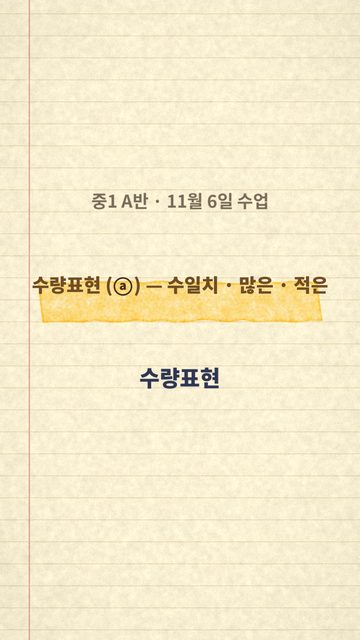 중1 A반 · 11월 6일 수업
수량표현 (ⓐ) — 수일치 · 많은 · 적은
수량표현